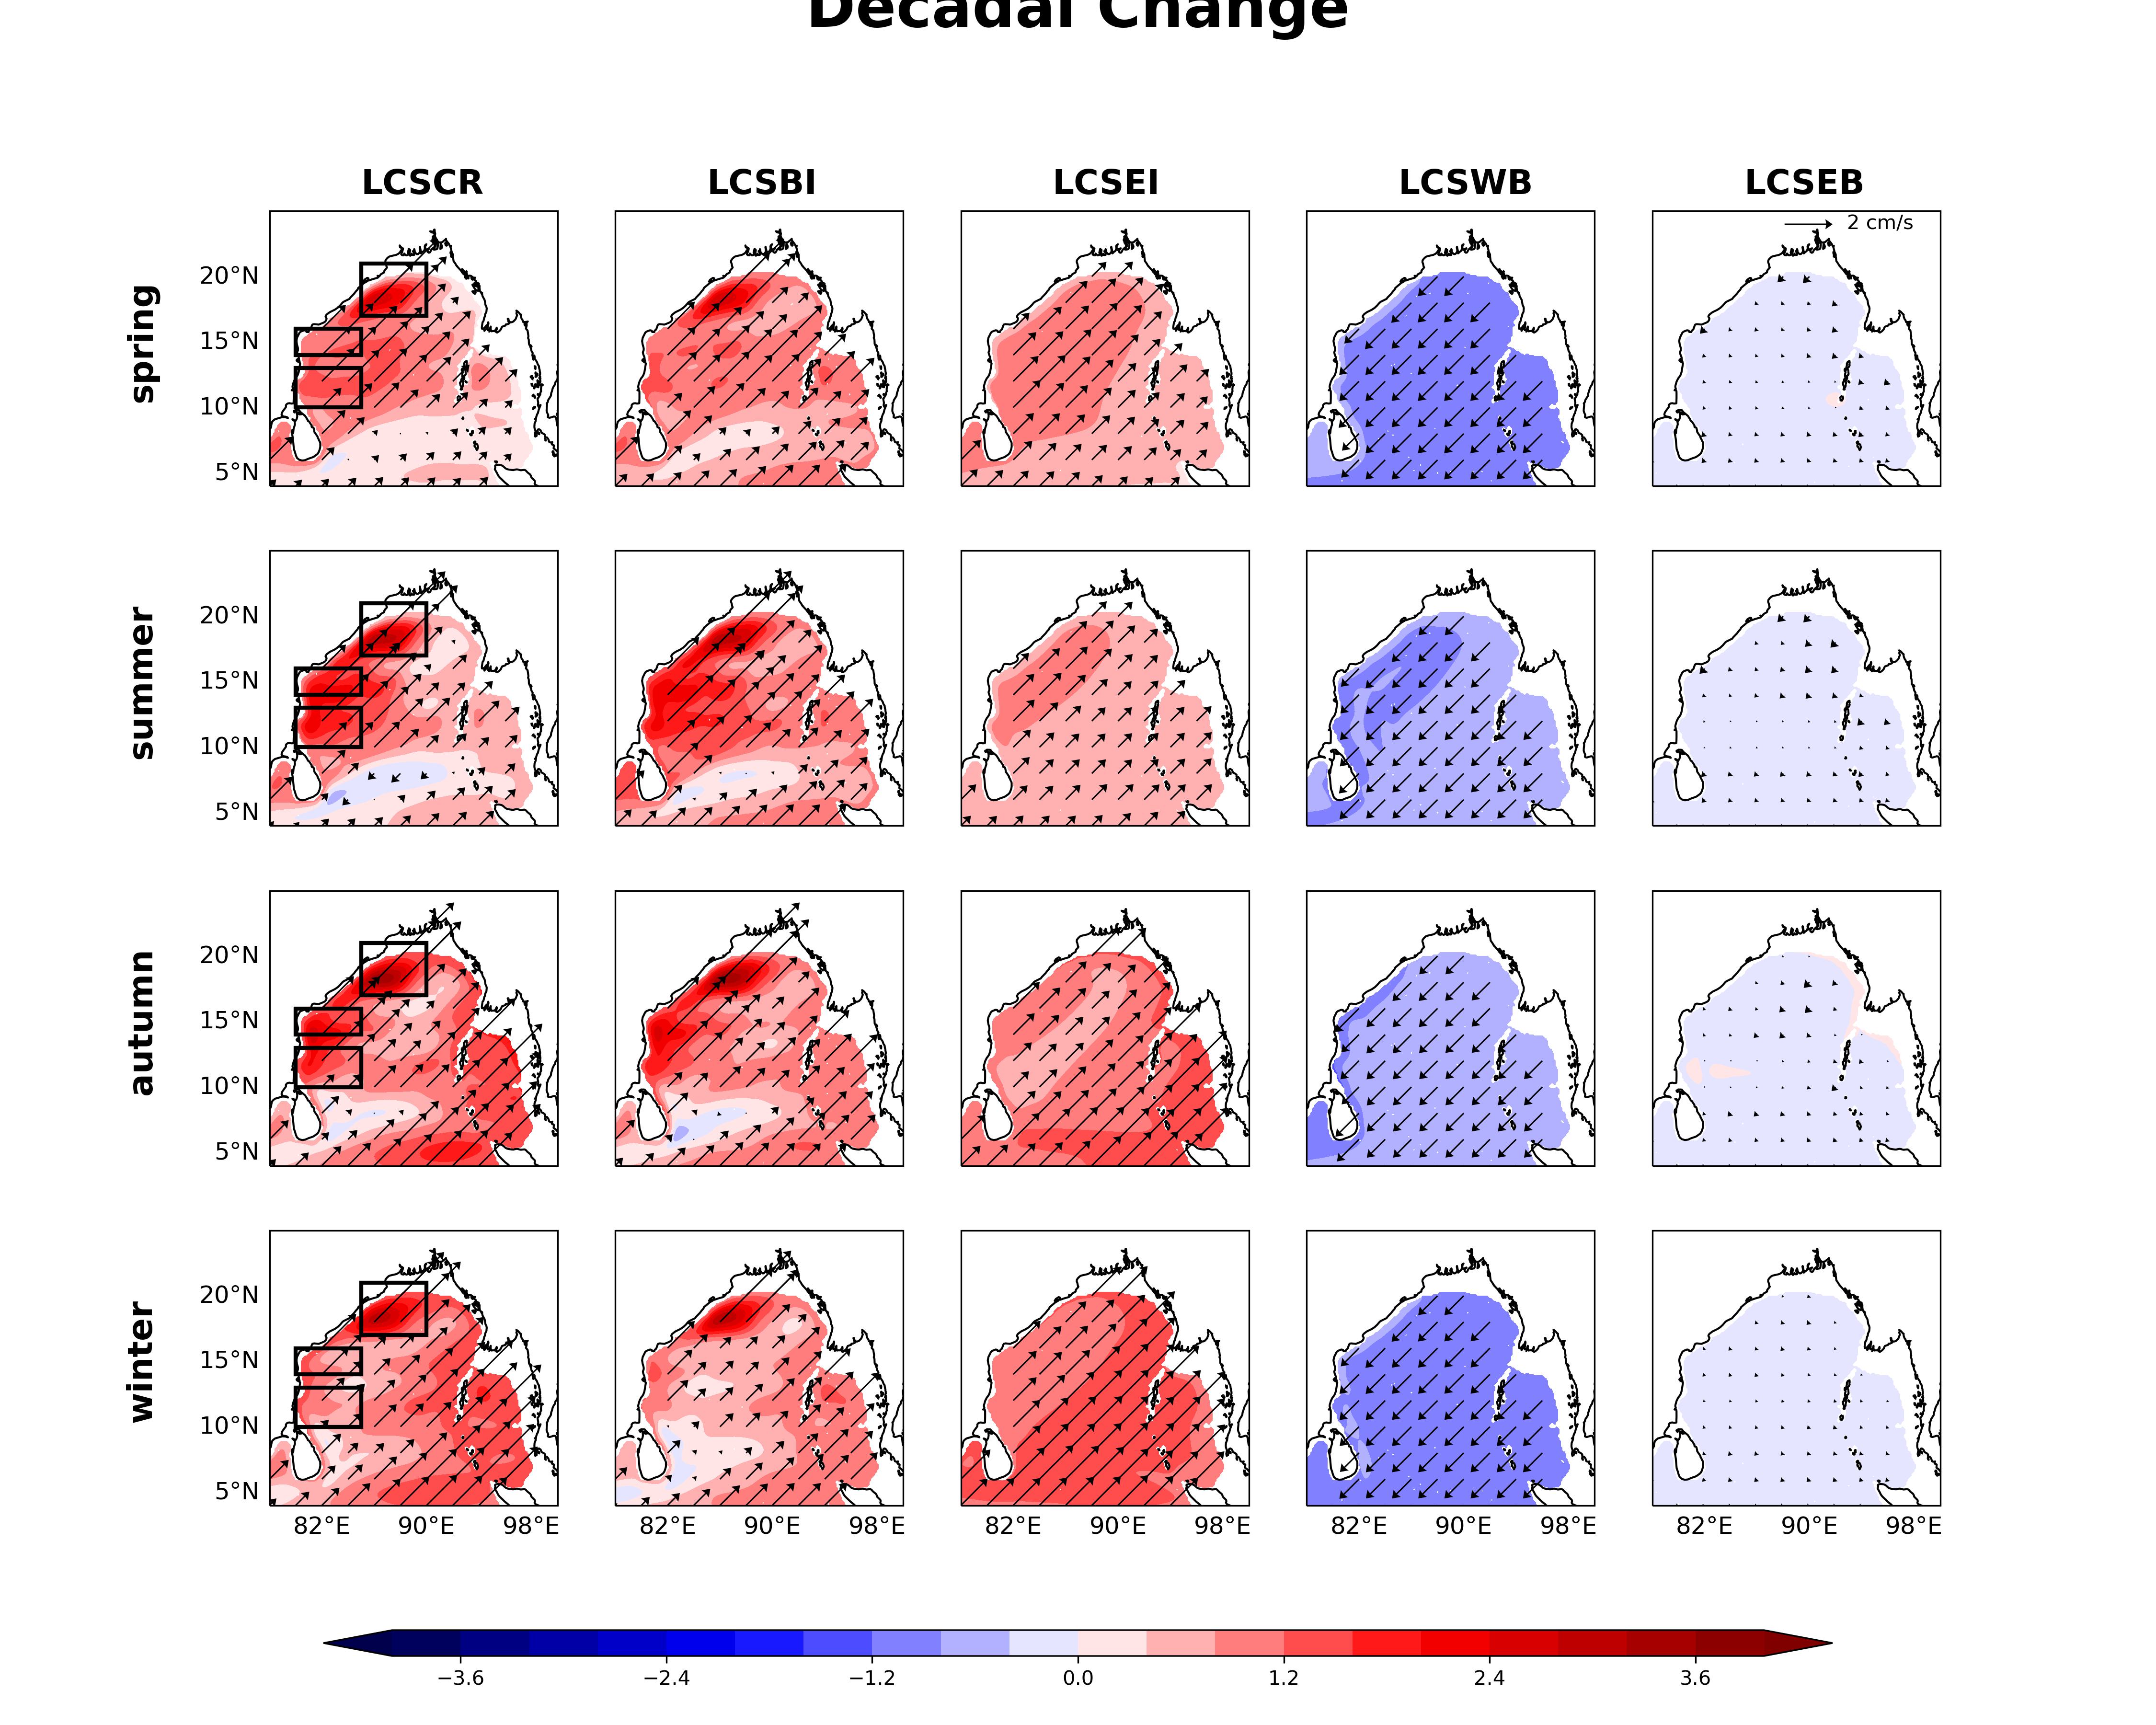 Decadal Change
LCSCR LCSBI LCSEI LCSWB LCSEB
2 cm/s
spring
20°N
15°N
10°N
5°N
summer
20°N
15°N
10°N
5°N
autumn
20°N
15°N
10°N
5°N
winter
20°N
15°N
10°N
5°N
82°E 90°E 98°E 82°E 90°E 98°E 82°E 90°E 98°E 82°E 90°E 98°E 82°E 90°E 98°E
−3.6 −2.4 −1.2 0.0 1.2 2.4 3.6